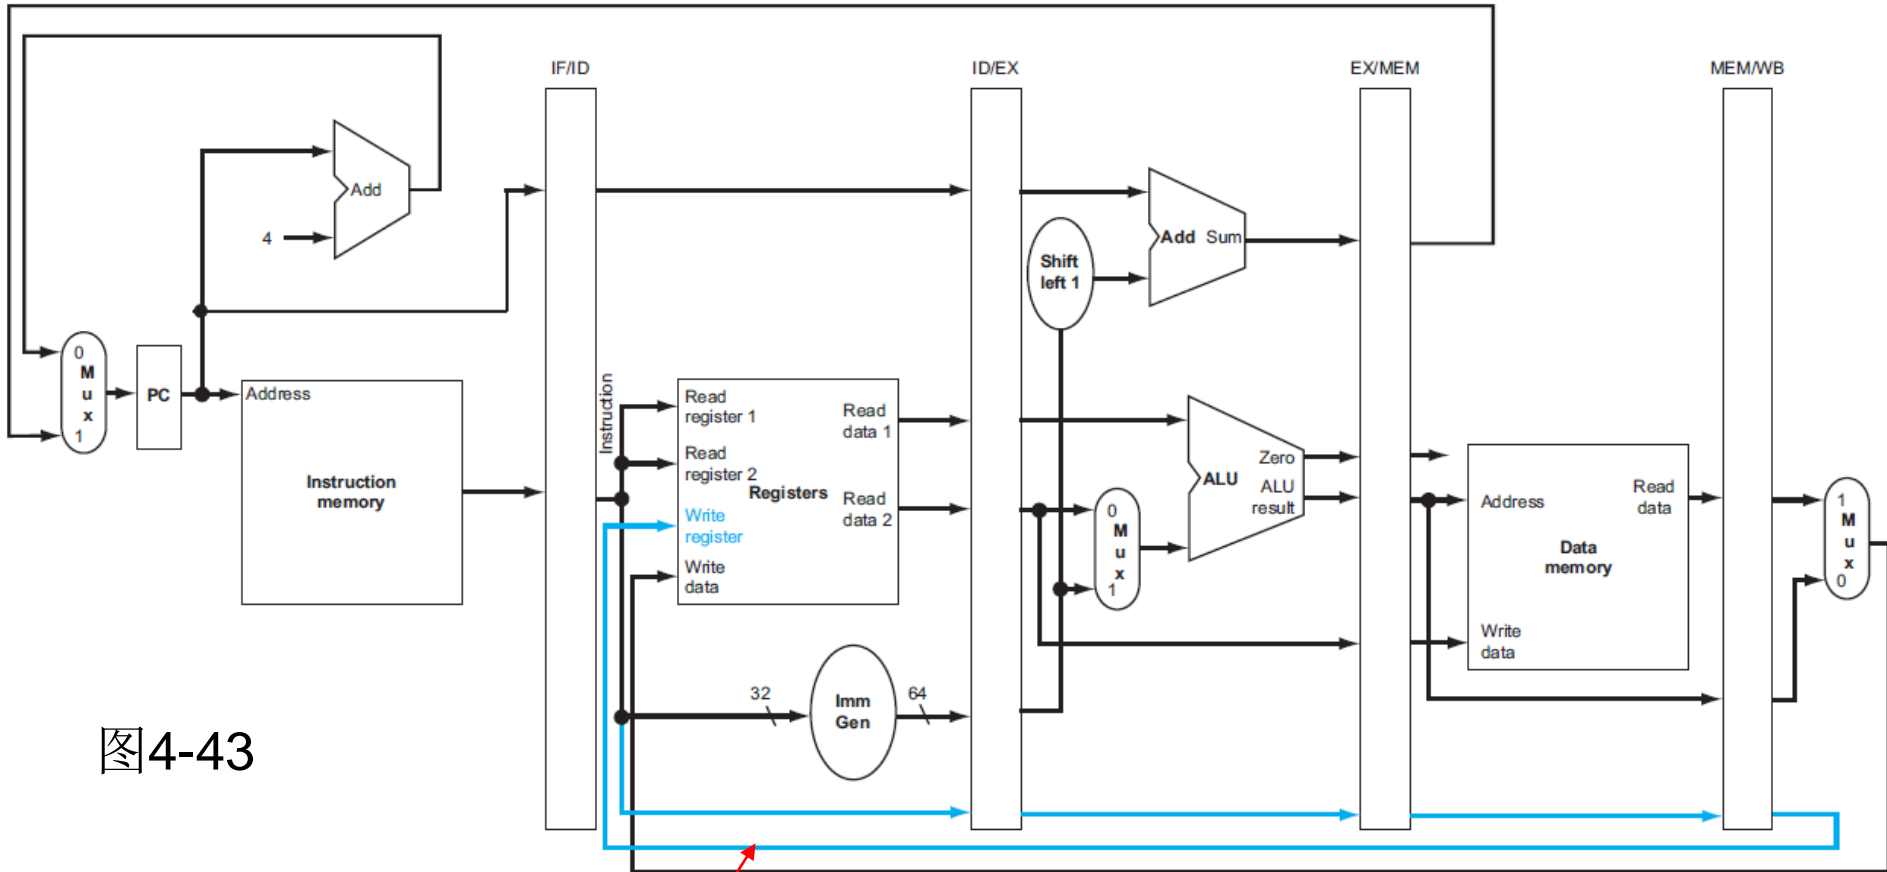 IF/ID
ID/EX
EX/MEM
MEM/WB
Add
4
Shift
left 1
Add Sum
0
M
u
x
1
PC
Address
Instruction
memory
Instruction
Read
register 1
Read
register 2
Write
register
Write
data
Registers
Read
data 1
Read
data 2
0
M
u
x
1
Zero
ALU
ALU
result
Address
Read
data
Data
memory
Write
data
1
M
u
x
0
32
Imm
Gen
64
图4-43